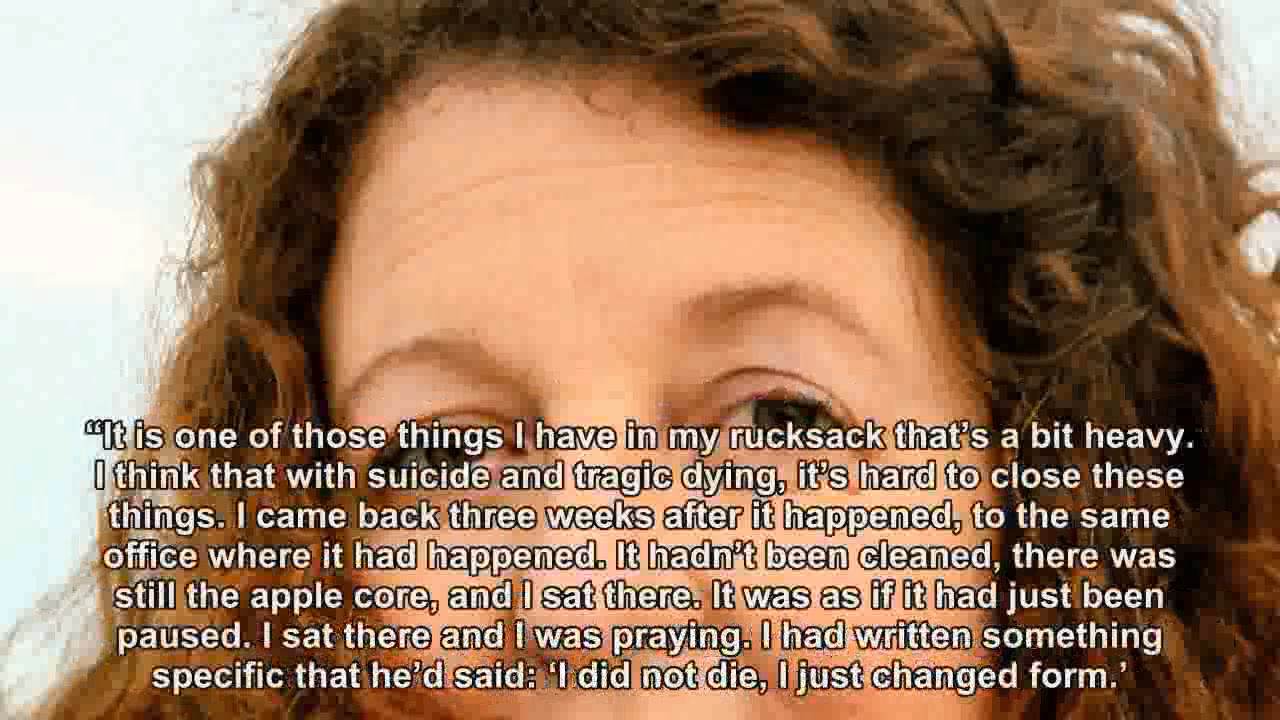 “It is one of those things I have in my rucksack that’s a bit heavy.
I think that with suicide and tragic dying, it’s hard to close these
things. I came back three weeks after it happened, to the same
office where it had happened. It hadn’t been cleaned, there was
still the apple core, and I sat there. It was as if it had just been
paused. I sat there and I was praying. I had written something
specific that he’d said: ‘I did not die, I just changed form.’